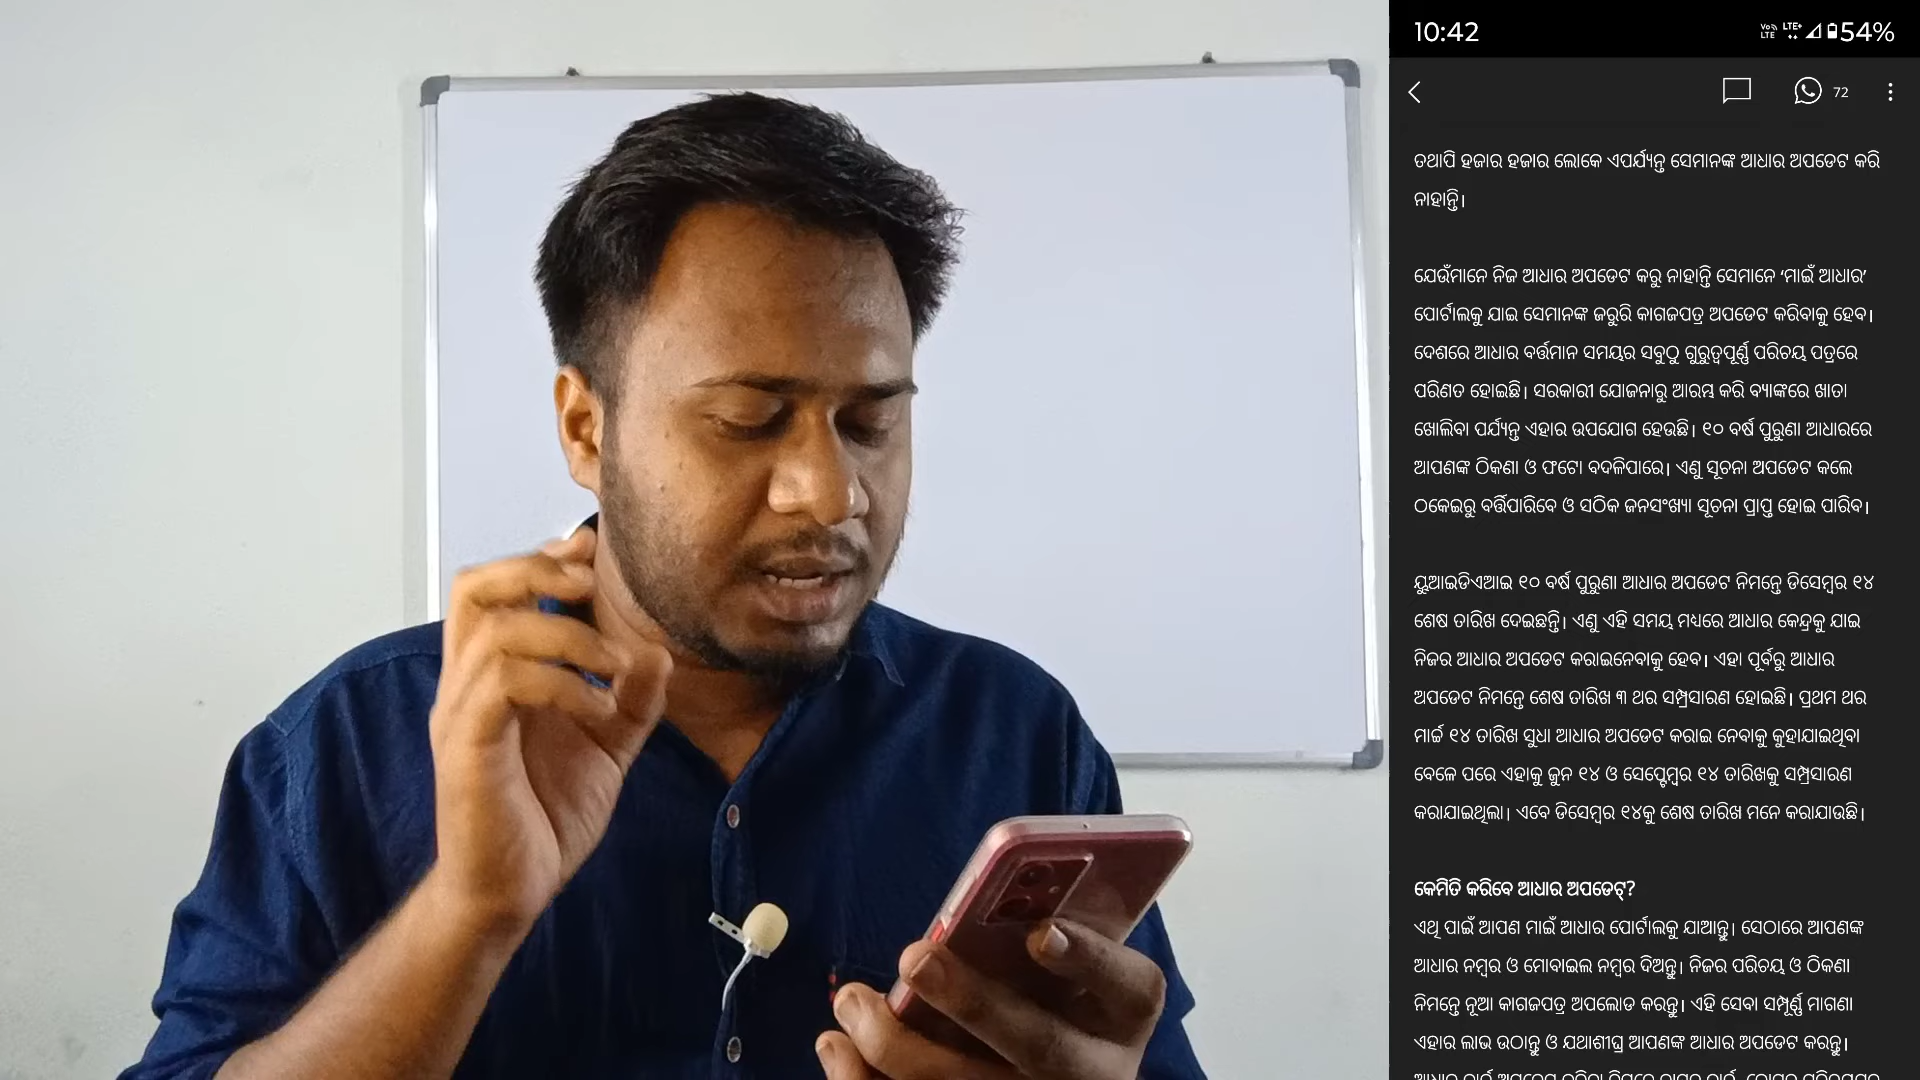 10:42
VoLTE LTE+ 54%
72
ତଥାପି ହଜାର ହଜାର ଲୋକେ ଏପର୍ଯ୍ୟନ୍ତ ସେମାନଙ୍କ ଆଧାର ଅପଡେଟ କରି
ନାହାନ୍ତି।
ଯେଉଁମାନେ ନିଜ ଆଧାର ଅପଡେଟ କରୁ ନାହାନ୍ତି ସେମାନେ ‘ମାଇଁ ଆଧାର’
ପୋର୍ଟାଲକୁ ଯାଇ ସେମାନଙ୍କ ଜରୁରି କାଗଜପତ୍ର ଅପଡେଟ କରିବାକୁ ହେବ।
ଦେଶରେ ଆଧାର ବର୍ତ୍ତମାନ ସମୟର ସବୁଠୁ ଗୁରୁତ୍ୱପୂର୍ଣ୍ଣ ପରିଚୟ ପତ୍ରରେ
ପରିଣତ ହୋଇଛି। ସରକାରୀ ଯୋଜନାରୁ ଆରମ୍ଭ କରି ବ୍ୟାଙ୍କରେ ଖାତା
ଖୋଲିବା ପର୍ଯ୍ୟନ୍ତ ଏହାର ଉପଯୋଗ ହେଉଛି। ୧୦ ବର୍ଷ ପୁରୁଣା ଆଧାରରେ
ଆପଣଙ୍କ ଠିକଣା ଓ ଫଟୋ ବଦଳିପାରେ। ଏଣୁ ସୂଚନା ଅପଡେଟ କଲେ
ଠକେଇରୁ ବର୍ତ୍ତିପାରିବେ ଓ ସଠିକ ଜନସଂଖ୍ୟା ସୂଚନା ପ୍ରାପ୍ତ ହୋଇ ପାରିବ।
ୟୁଆଇଡିଏଆଇ ୧୦ ବର୍ଷ ପୁରୁଣା ଆଧାର ଅପଡେଟ ନିମନ୍ତେ ଡିସେମ୍ବର ୧୪
ଶେଷ ତାରିଖ ଦେଇଛନ୍ତି। ଏଣୁ ଏହି ସମୟ ମଧ୍ୟରେ ଆଧାର କେନ୍ଦ୍ରକୁ ଯାଇ
ନିଜର ଆଧାର ଅପଡେଟ କରାଇନେବାକୁ ହେବ। ଏହା ପୂର୍ବରୁ ଆଧାର
ଅପଡେଟ ନିମନ୍ତେ ଶେଷ ତାରିଖ ୩ ଥର ସମ୍ପ୍ରସାରଣ ହୋଇଛି। ପ୍ରଥମ ଥର
ମାର୍ଚ୍ଚ ୧୪ ତାରିଖ ସୁଧା ଆଧାର ଅପଡେଟ କରାଇ ନେବାକୁ କୁହାଯାଇଥିବା
ବେଳେ ପରେ ଏହାକୁ ଜୁନ ୧୪ ଓ ସେପ୍ଟେମ୍ବର ୧୪ ତାରିଖକୁ ସମ୍ପ୍ରସାରଣ
କରାଯାଇଥିଲା। ଏବେ ଡିସେମ୍ବର ୧୪କୁ ଶେଷ ତାରିଖ ମନେ କରାଯାଉଛି।
କେମିତି କରିବେ ଆଧାର ଅପଡେଟ୍?
ଏଥି ପାଇଁ ଆପଣ ମାଇଁ ଆଧାର ପୋର୍ଟାଲକୁ ଯାଆନ୍ତୁ। ସେଠାରେ ଆପଣଙ୍କ
ଆଧାର ନମ୍ବର ଓ ମୋବାଇଲ ନମ୍ବର ଦିଅନ୍ତୁ। ନିଜର ପରିଚୟ ଓ ଠିକଣା
ନିମନ୍ତେ ନୂଆ କାଗଜପତ୍ର ଅପଲୋଡ କରନ୍ତୁ। ଏହି ସେବା ସମ୍ପୂର୍ଣ୍ଣ ମାଗଣା
ଏହାର ଲାଭ ଉଠାନ୍ତୁ ଓ ଯଥାଶୀଘ୍ର ଆପଣଙ୍କ ଆଧାର ଅପଡେଟ କରନ୍ତୁ।